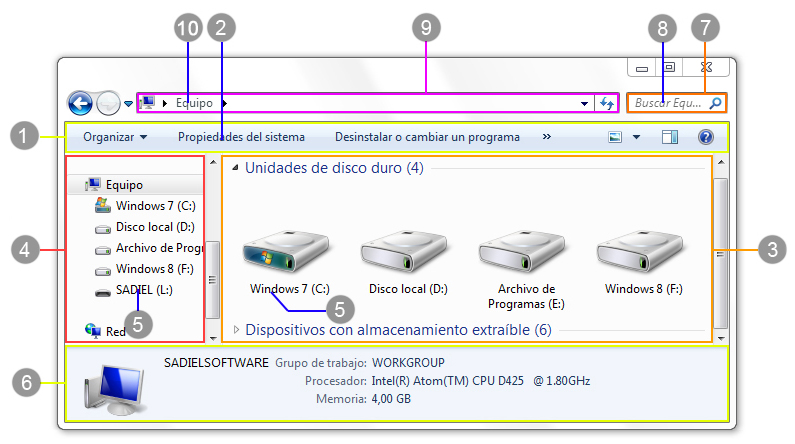 10 2 9 8 7
Equipo
Buscar Equ...
1
Organizar Propiedades del sistema Desinstalar o cambiar un programa »
Unidades de disco duro (4)
Equipo
Windows 7 (C:)
Disco local (D:)
4
Archivo de Progr
3
Windows 8 (F:)
SADIEL (L:)
5
Red
Windows 7 (C:)
Disco local (D:)
Archivo de
Programas (E:)
Windows 8 (F:)
5
Dispositivos con almacenamiento extraíble (6)
6
SADIELSOFTWARE Grupo de trabajo: WORKGROUP
Procesador: Intel(R) Atom(TM) CPU D425 @ 1.80GHz
Memoria: 4,00 GB